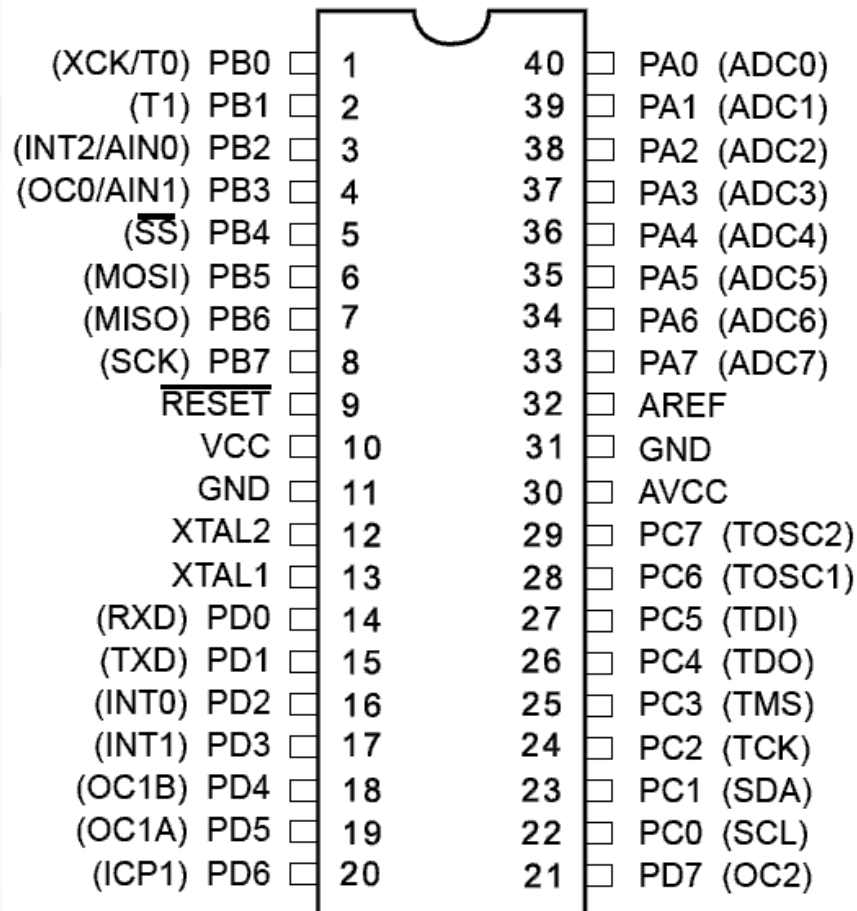 (XCK/T0) PB0 1 40 PA0 (ADC0)
(T1) PB1 2 39 PA1 (ADC1)
(INT2/AIN0) PB2 3 38 PA2 (ADC2)
(OC0/AIN1) PB3 4 37 PA3 (ADC3)
(SS) PB4 5 36 PA4 (ADC4)
(MOSI) PB5 6 35 PA5 (ADC5)
(MISO) PB6 7 34 PA6 (ADC6)
(SCK) PB7 8 33 PA7 (ADC7)
RESET 9 32 AREF
VCC 10 31 GND
GND 11 30 AVCC
XTAL2 12 29 PC7 (TOSC2)
XTAL1 13 28 PC6 (TOSC1)
(RXD) PD0 14 27 PC5 (TDI)
(TXD) PD1 15 26 PC4 (TDO)
(INT0) PD2 16 25 PC3 (TMS)
(INT1) PD3 17 24 PC2 (TCK)
(OC1B) PD4 18 23 PC1 (SDA)
(OC1A) PD5 19 22 PC0 (SCL)
(ICP1) PD6 20 21 PD7 (OC2)